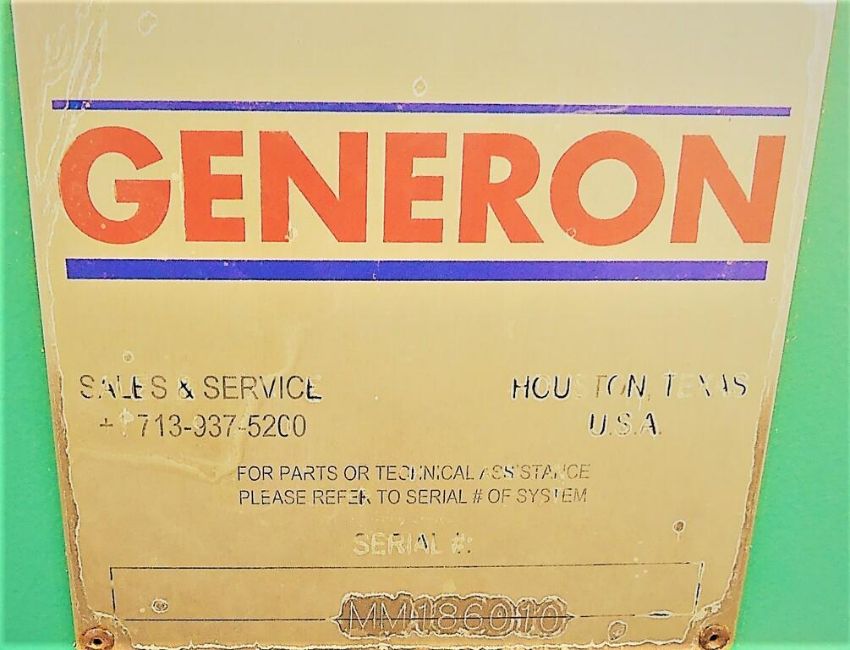 GENERON
SALES & SERVICE
+1 713-937-5200
HOUSTON, TEXAS
U.S.A.
FOR PARTS OR TECHNICAL ASSISTANCE
PLEASE REFER TO SERIAL # OF SYSTEM
SERIAL #:
MM186010